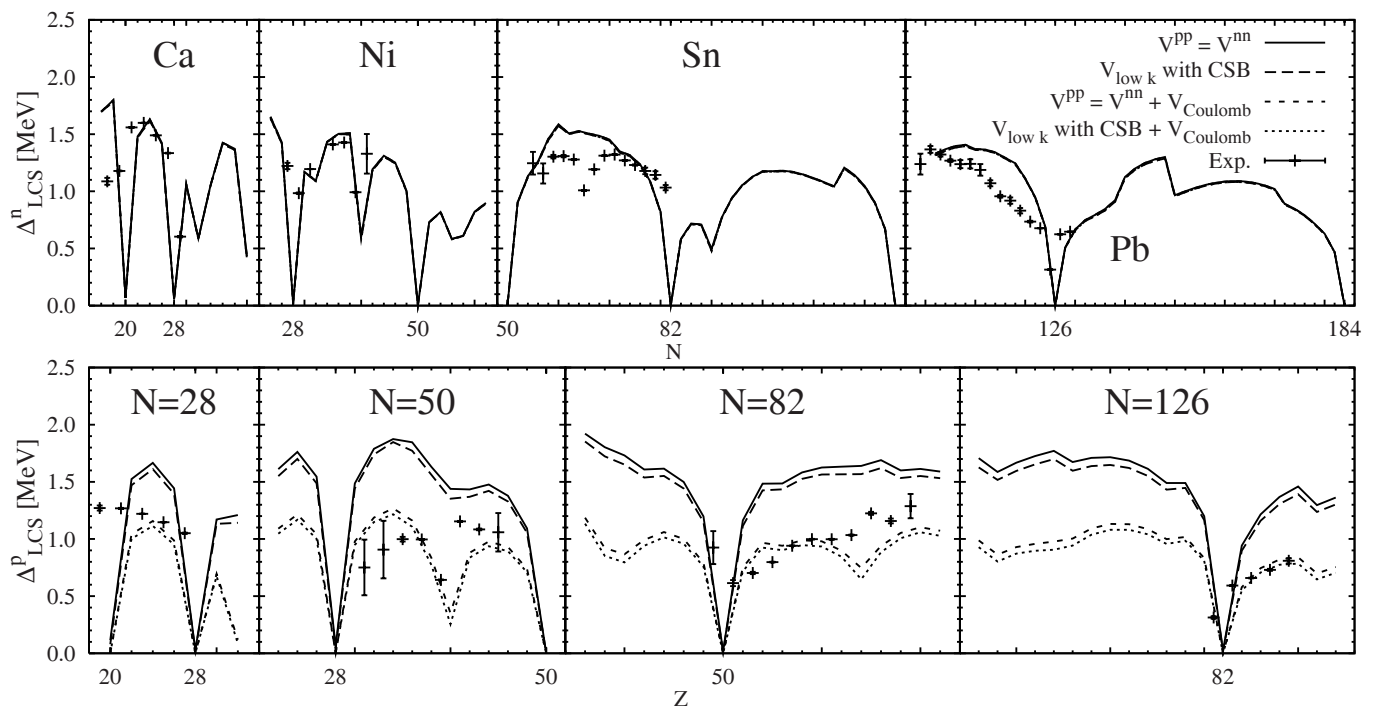 2.5
2.0
1.5
1.0
0.5
0.0
Δⁿ_LCS [MeV]
Ca
Ni
Sn
Pb
V^pp = V^nn
V_low k with CSB
V^pp = V^nn + V_Coulomb
V_low k with CSB + V_Coulomb
Exp.
20 28 28 50 50 82 126 184
N
2.5
2.0
1.5
1.0
0.5
0.0
Δ^p_LCS [MeV]
N=28 N=50 N=82 N=126
20 28 28 50 50 82
Z